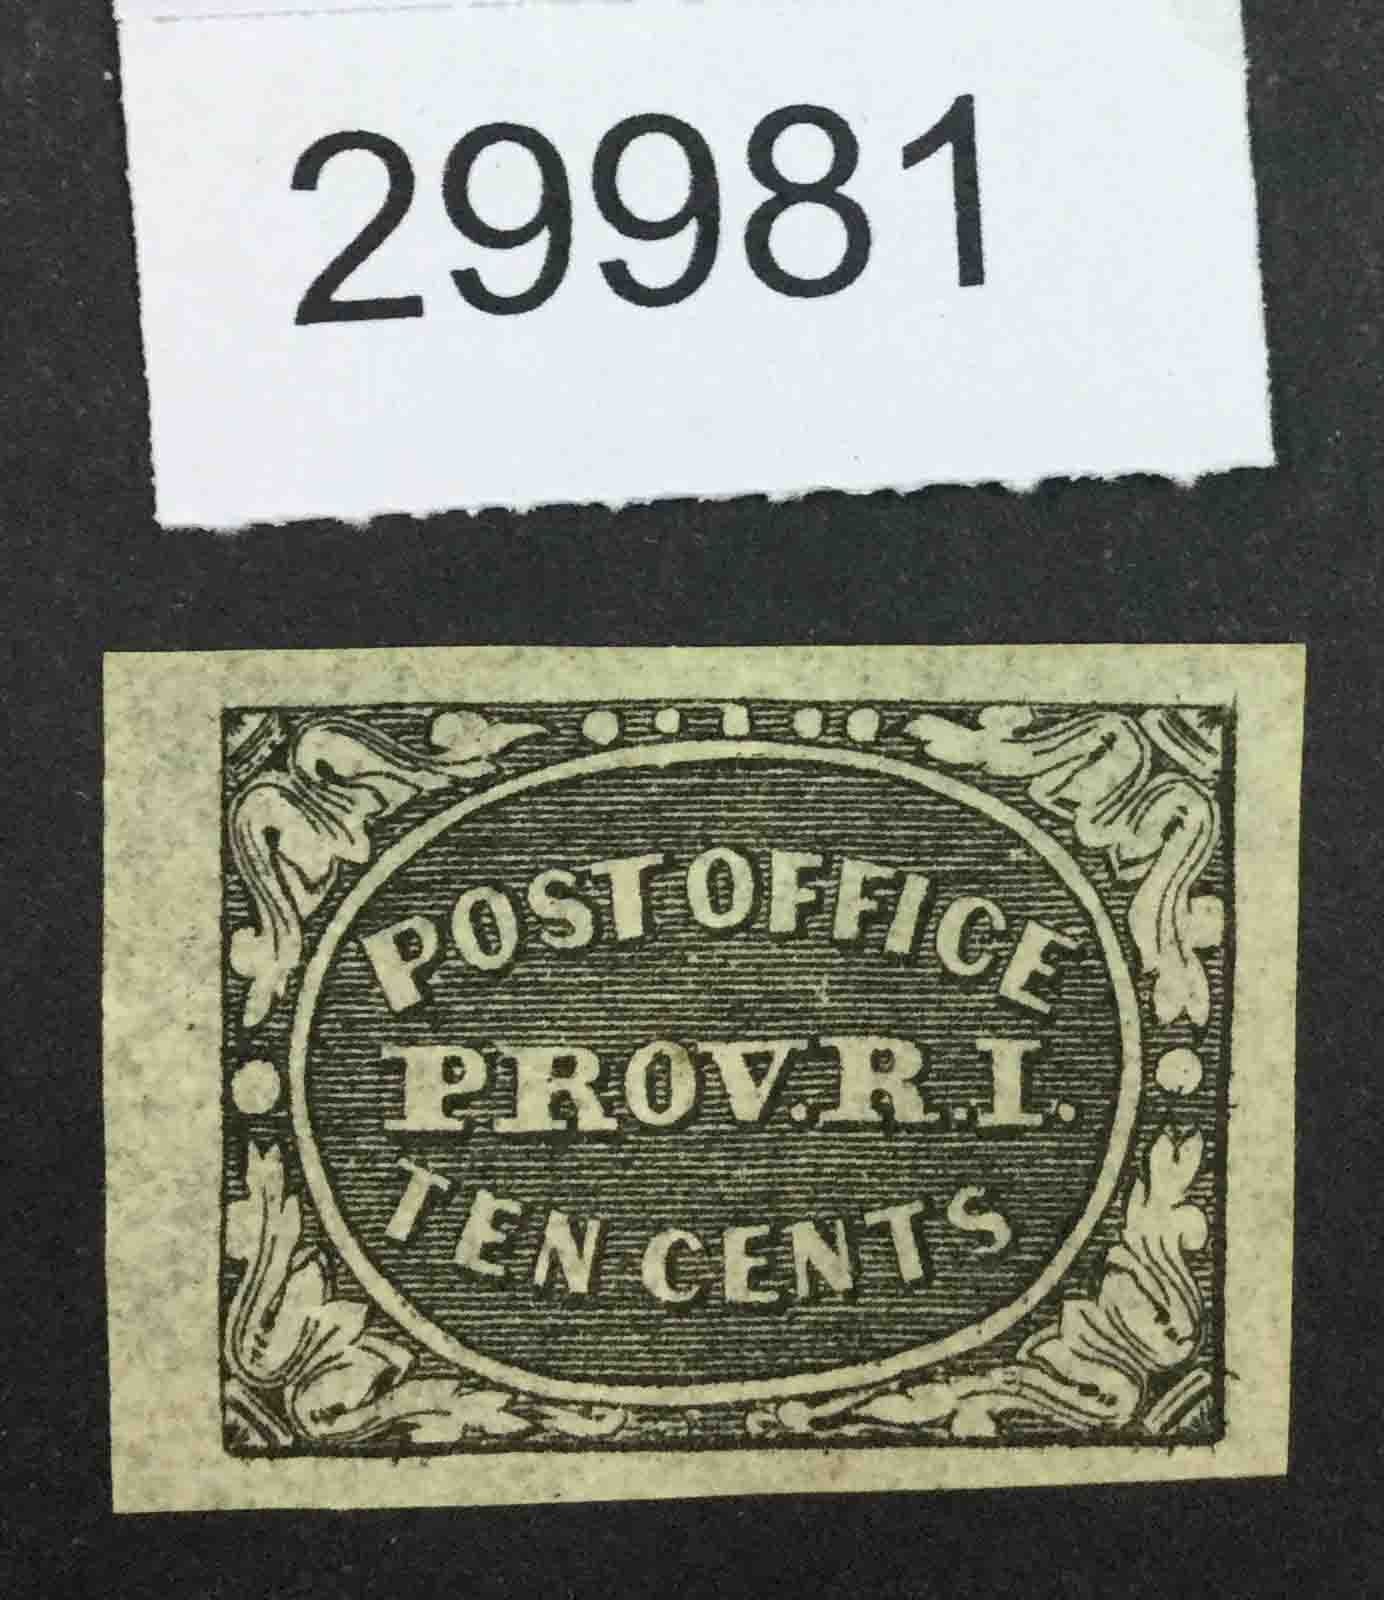 29981
POST OFFICE
PROV. R. I.
TEN CENTS